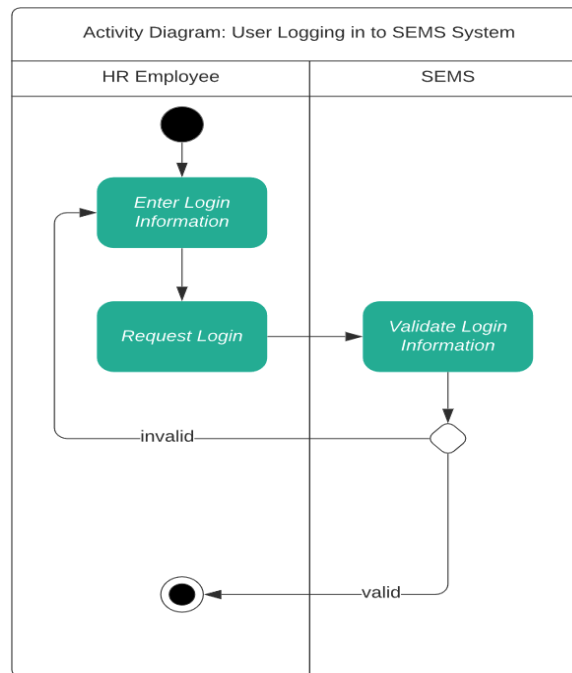 Activity Diagram: User Logging in to SEMS System
HR Employee
SEMS
Enter Login
Information
Request Login
Validate Login
Information
invalid
valid